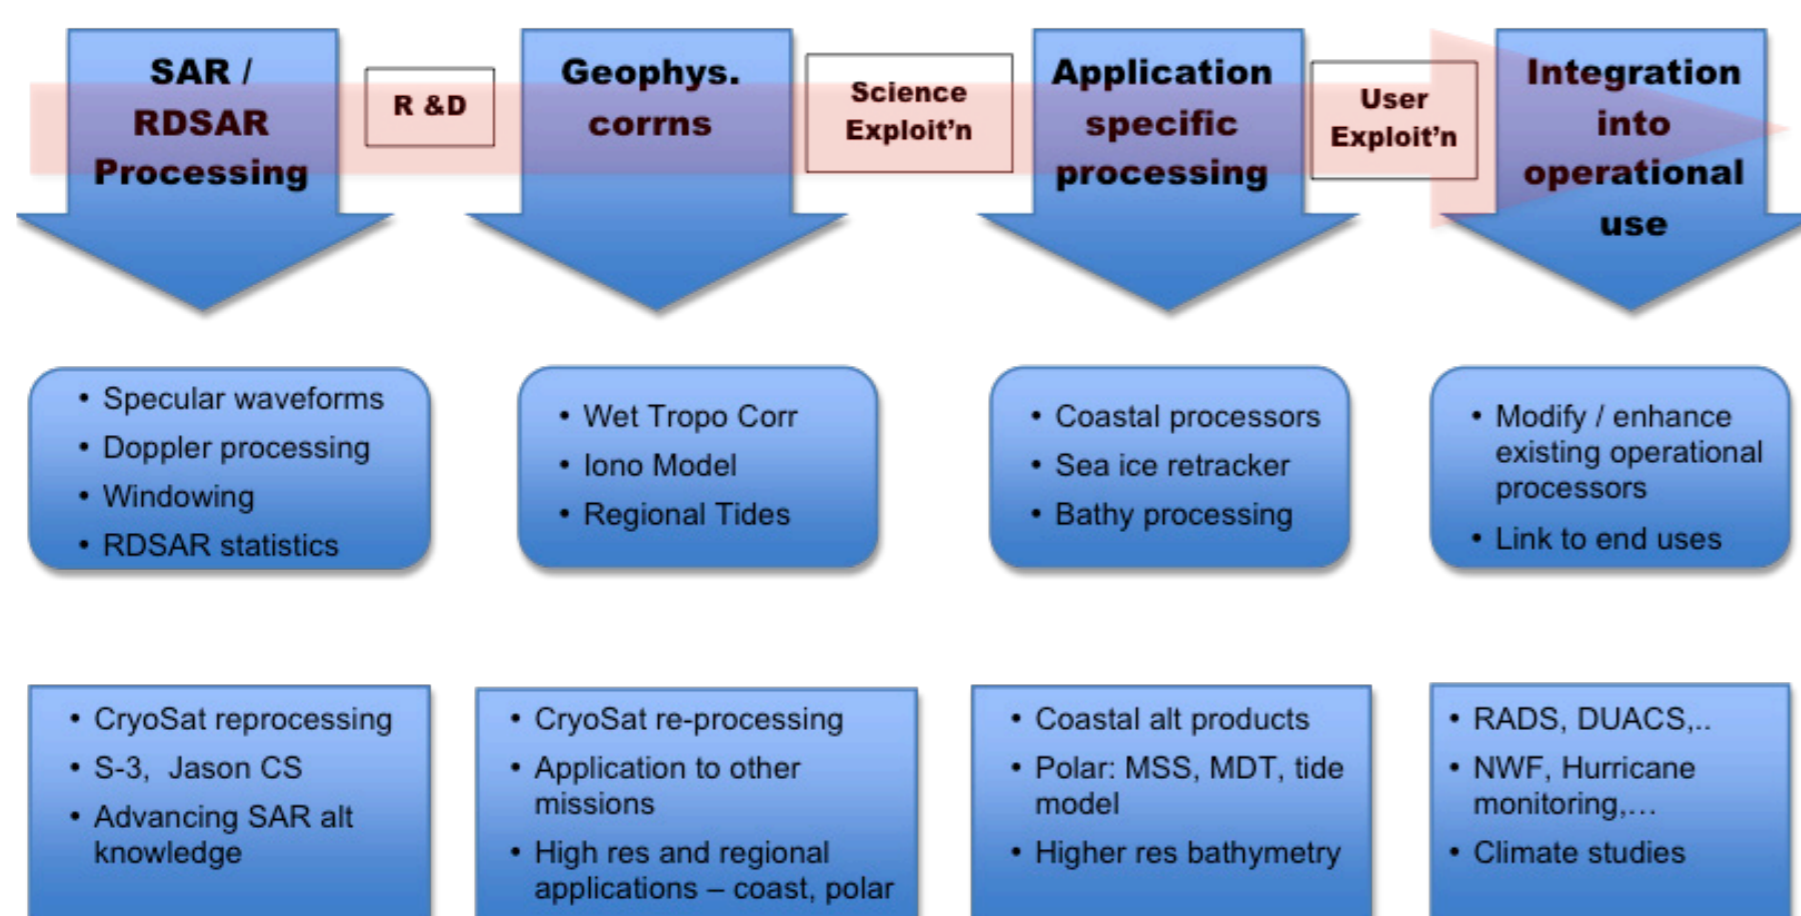 SAR /
RDSAR
Processing
R &D
Geophys.
corrns
Science
Exploit’n
Application
specific
processing
User
Exploit’n
Integration
into
operational
use
• Specular waveforms
• Doppler processing
• Windowing
• RDSAR statistics
• Wet Tropo Corr
• Iono Model
• Regional Tides
• Coastal processors
• Sea ice retracker
• Bathy processing
• Modify / enhance
existing operational
processors
• Link to end uses
• CryoSat reprocessing
• S-3, Jason CS
• Advancing SAR alt
knowledge
• CryoSat re-processing
• Application to other
missions
• High res and regional
applications – coast, polar
• Coastal alt products
• Polar: MSS, MDT, tide
model
• Higher res bathymetry
• RADS, DUACS,..
• NWF, Hurricane
monitoring,…
• Climate studies